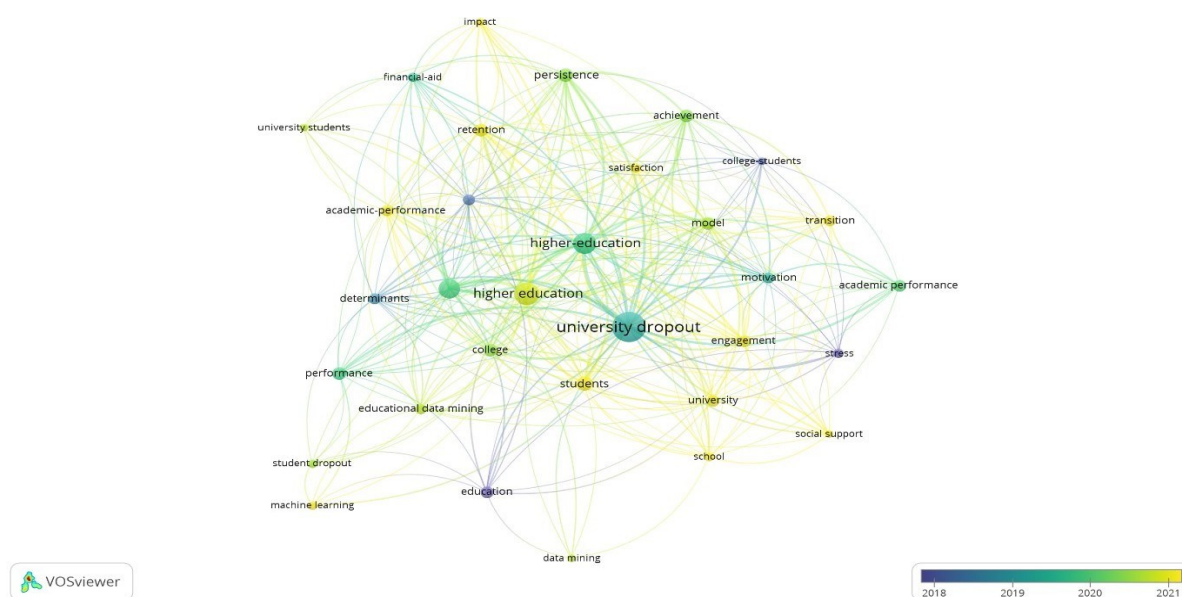 impact
financial-aid
persistence
achievement
university students
retention
college-students
satisfaction
academic-performance
transition
model
higher-education
motivation
academic performance
determinants
higher education
university dropout
engagement
stress
college
performance
students
university
educational data mining
social support
school
student dropout
education
machine learning
data mining
VOSviewer
2018 2019 2020 2021